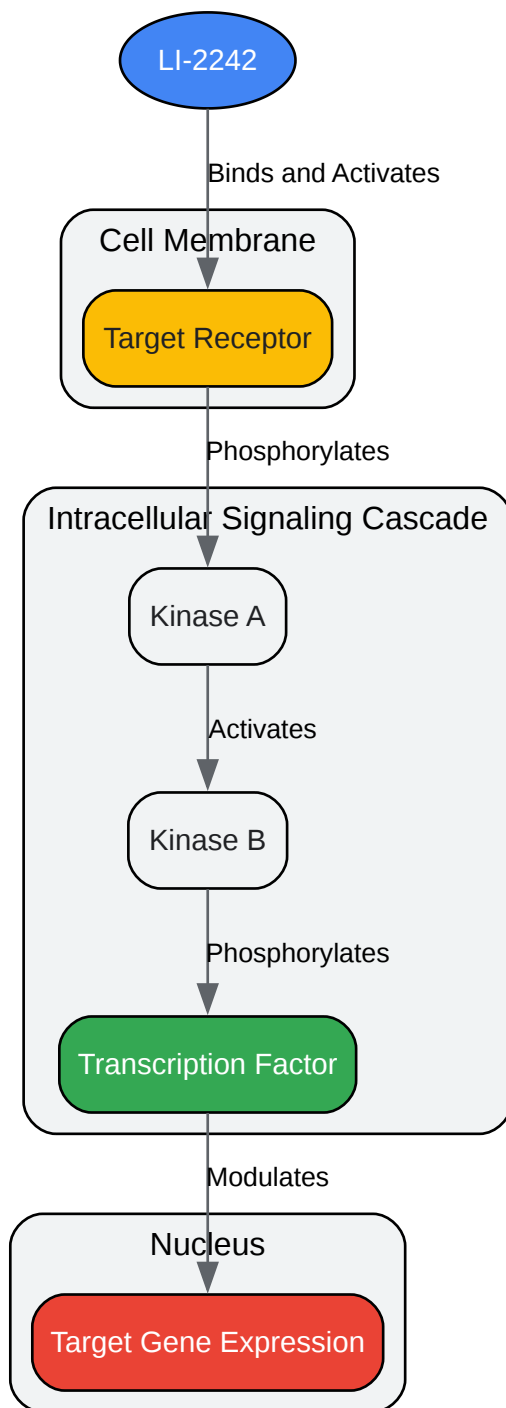 LI-2242
Binds and Activates
Cell Membrane
Target Receptor
Phosphorylates
Intracellular Signaling Cascade
Kinase A
Activates
Kinase B
Phosphorylates
Transcription Factor
Modulates
Nucleus
Target Gene Expression